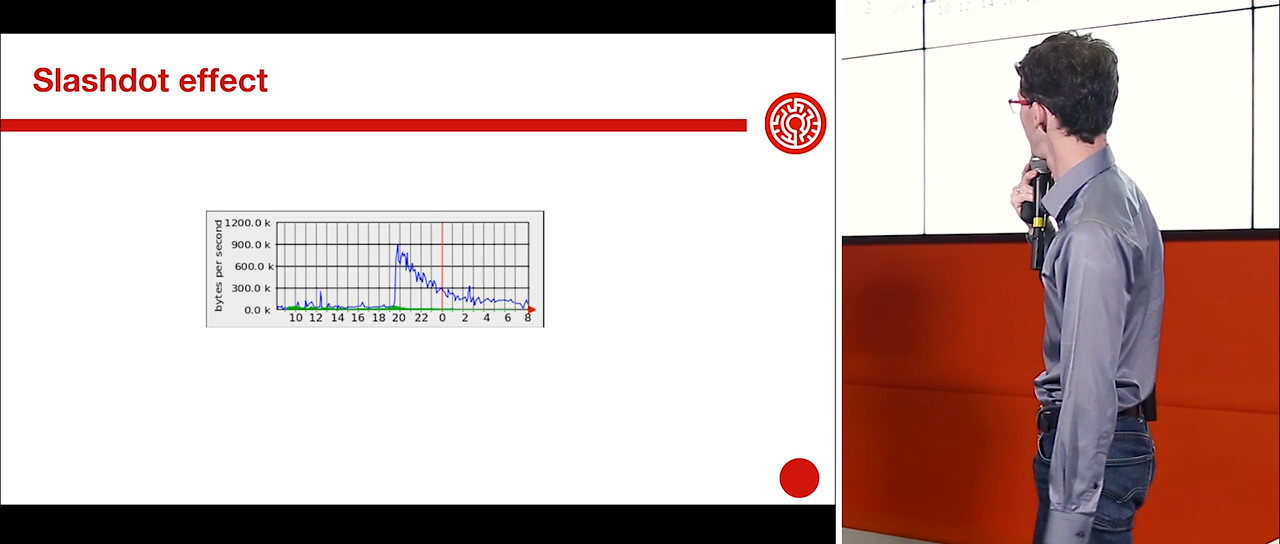 Slashdot effect
bytes per second
1200.0 k
900.0 k
600.0 k
300.0 k
0.0 k
10 12 14 16 18 20 22 0 2 4 6 8